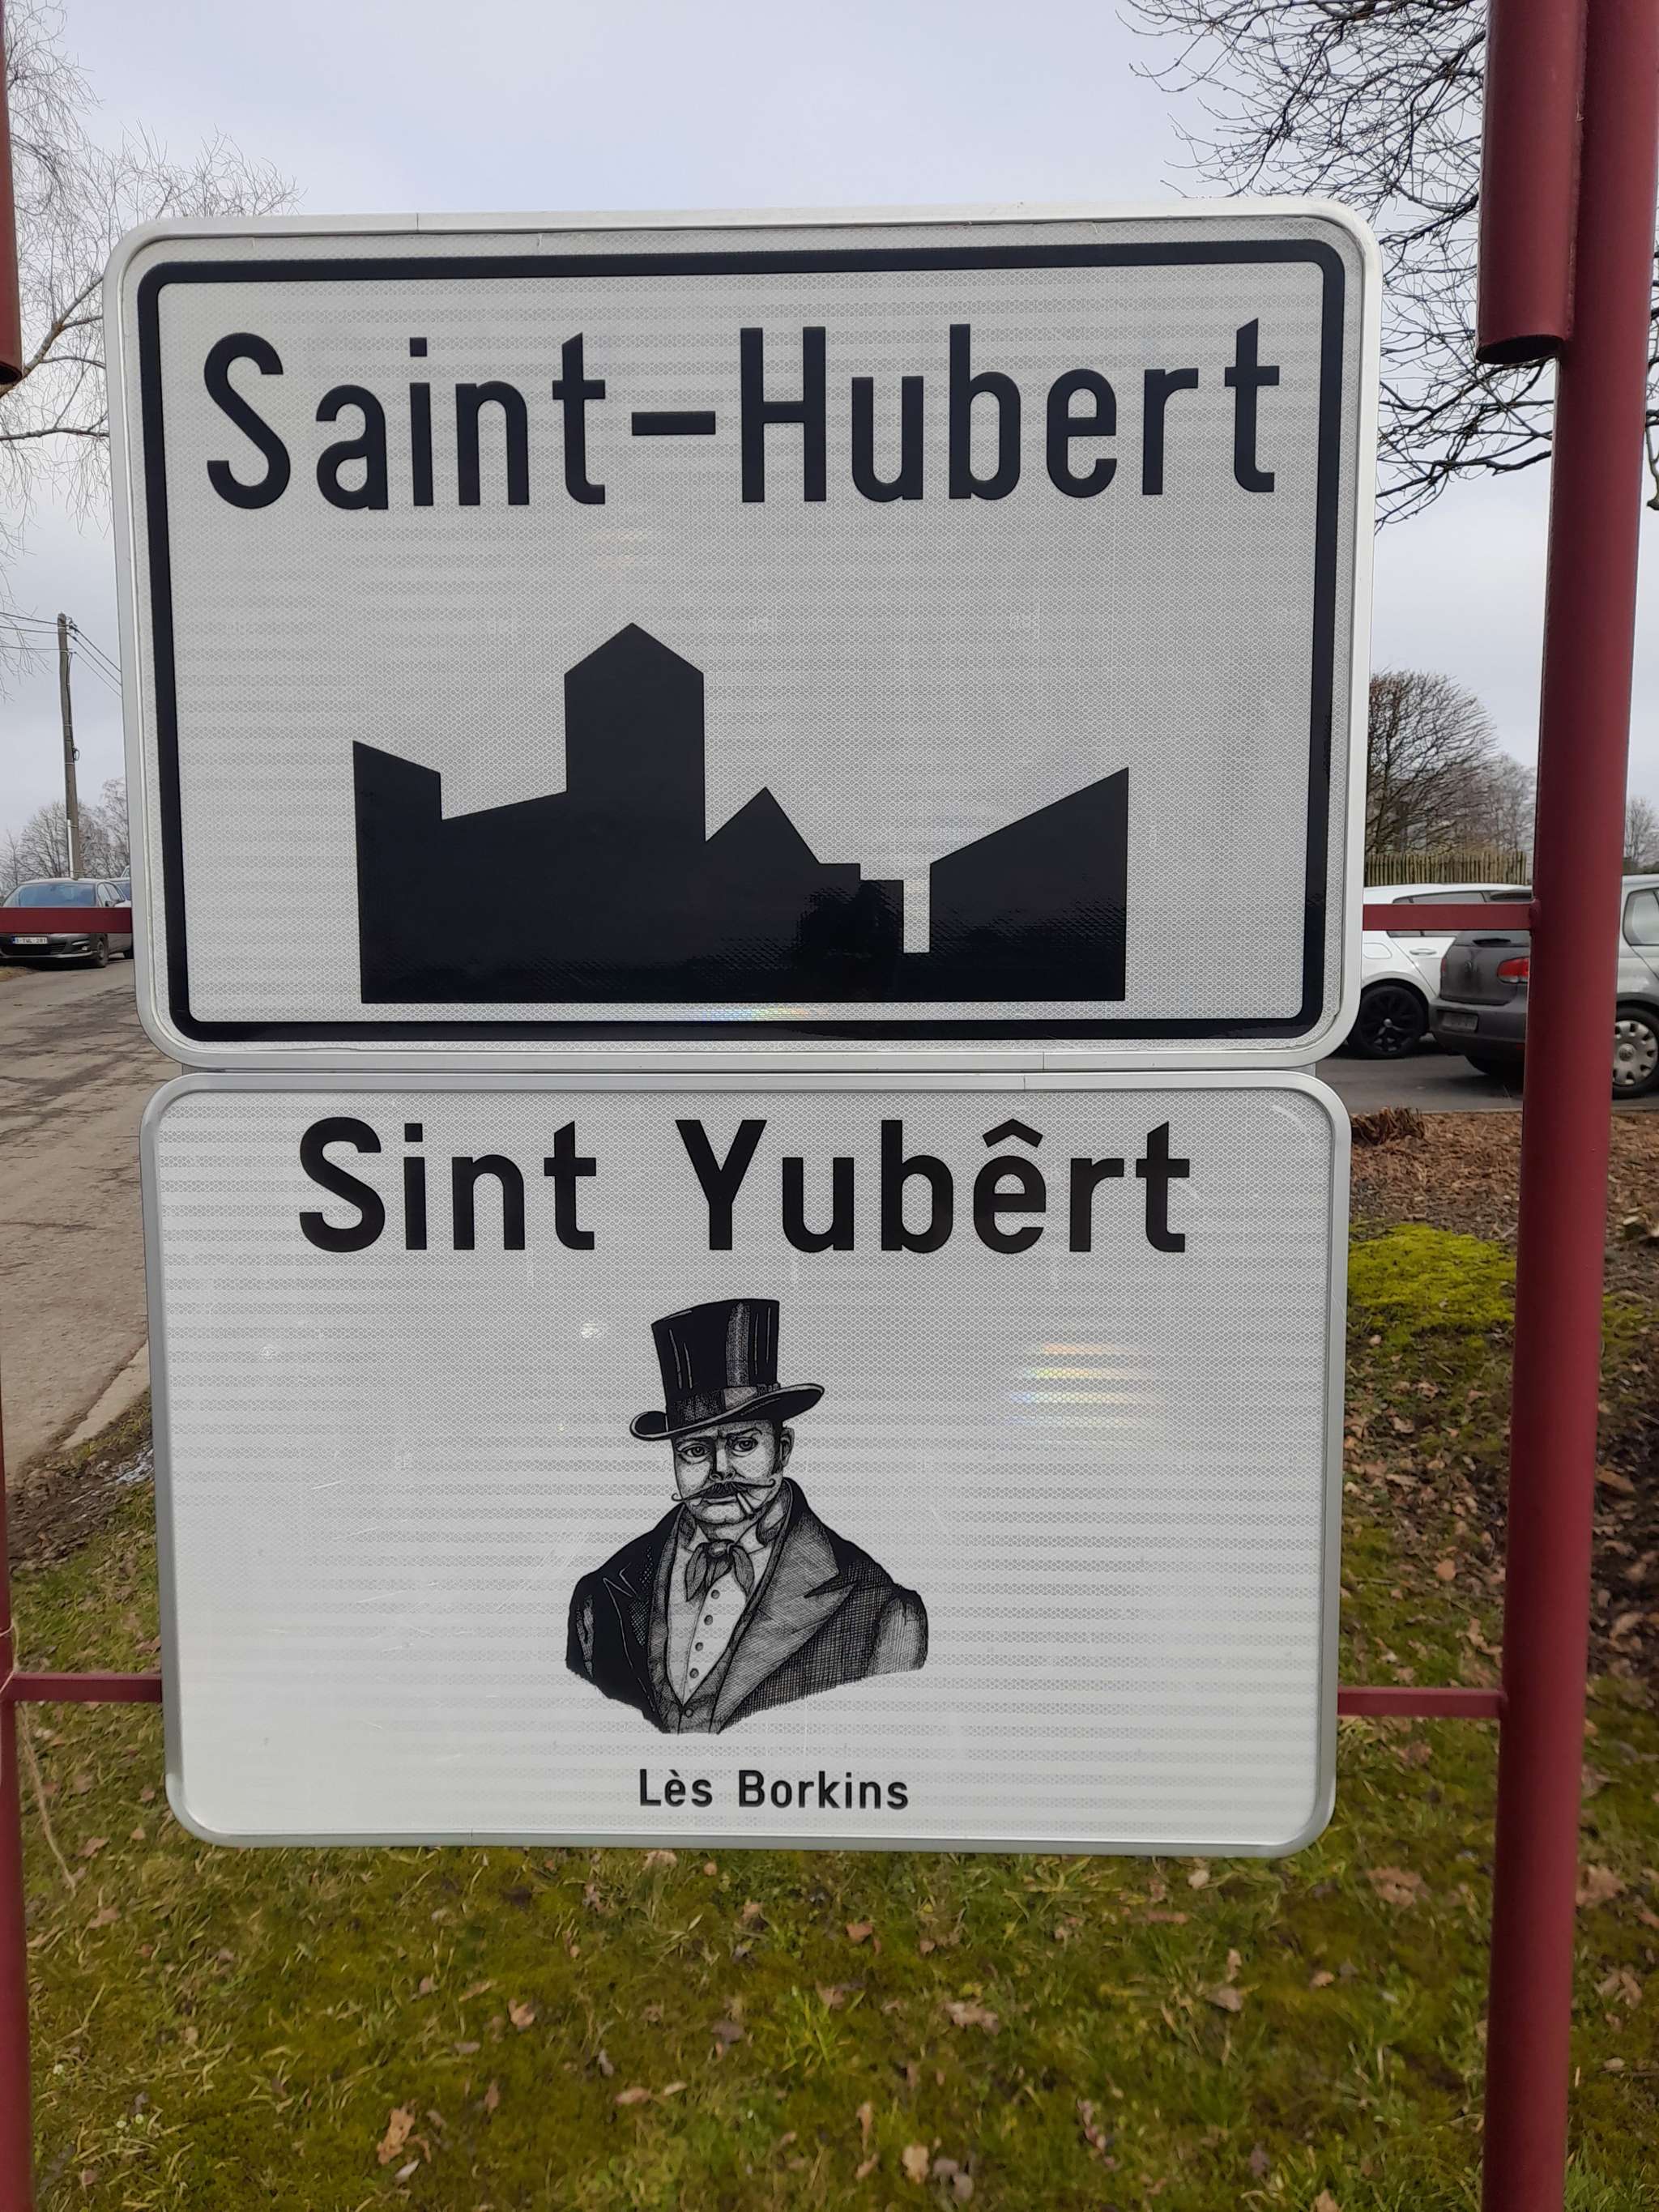 Saint-Hubert
Sint Yubêrt
Lès Borkins